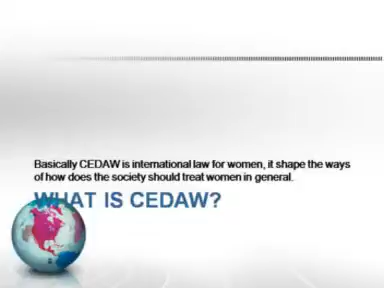 Basically CEDAW is international law for women, it shape the ways
of how does the society should treat women in general.
WHAT IS CEDAW?